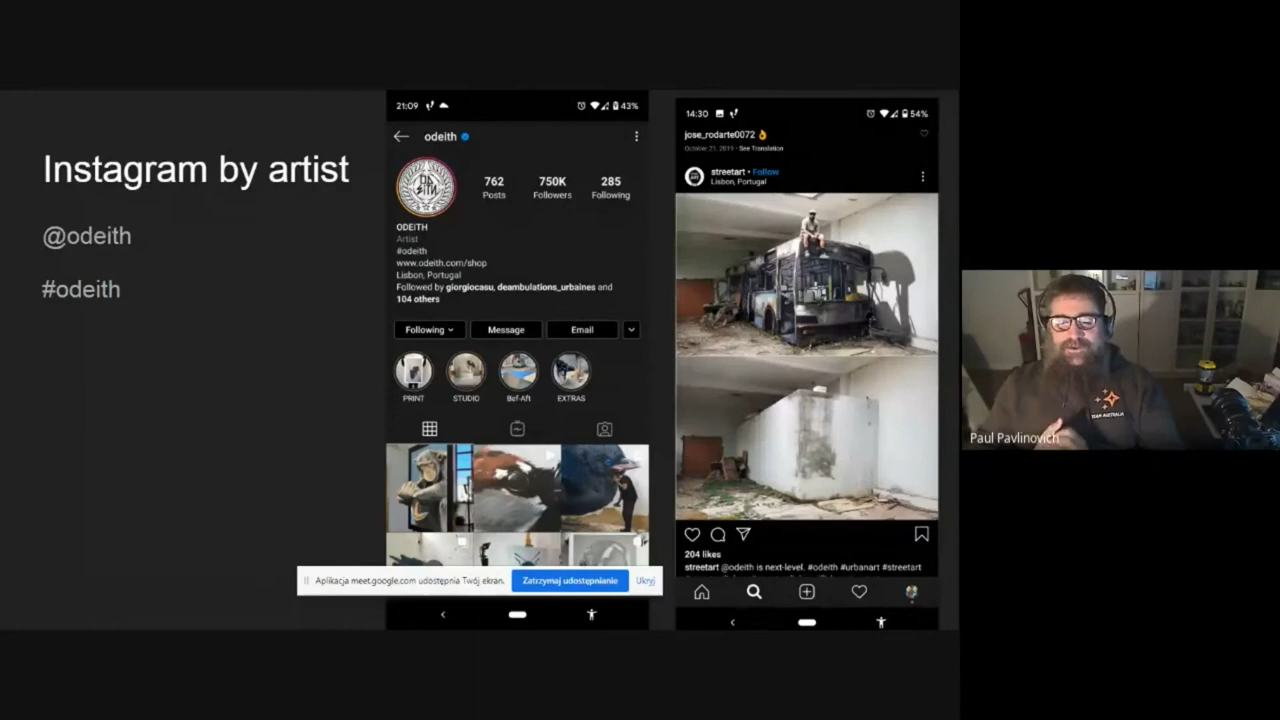 Instagram by artist
@odeith
#odeith
21:09
43%
odeith
762
750K
285
Posts
Followers
Following
ODEITH
Artist
#odeith
www.odeith.com/shop
Lisbon, Portugal
Followed by giorgiocasu, deambulations_urbaines and
104 others
Following
Message
Email
PRINT
STUDIO
Bef-Aft
EXTRAS
Aplikacja meet.google.com udostępnia Twój ekran.
Zatrzymaj udostępnianie
Ukryj
14:30
54%
jose_rodarte0072 👌
October 21, 2019 • See Translation
streetart • Follow
Lisbon, Portugal
204 likes
streetart @odeith is next-level. #odeith #urbanart #streetart
TEAM AUSTRALIA
Paul Pavlinovich